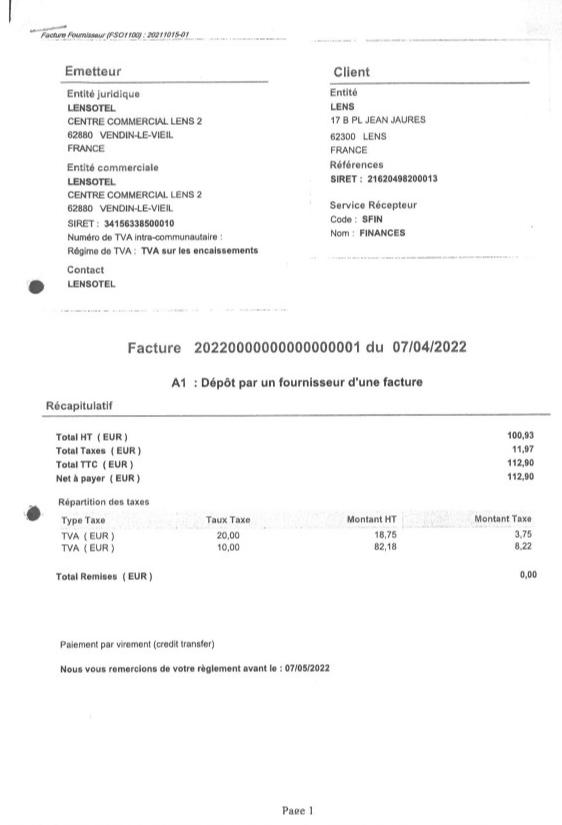 Facture Fournisseur (FSO1100) : 20211015-01
Emetteur
Entité juridique
LENSOTEL
CENTRE COMMERCIAL LENS 2
62880 VENDIN-LE-VIEIL
FRANCE
Entité commerciale
LENSOTEL
CENTRE COMMERCIAL LENS 2
62880 VENDIN-LE-VIEIL
SIRET : 34156338500010
Numéro de TVA intra-communautaire :
Régime de TVA : TVA sur les encaissements
Contact
LENSOTEL
Client
Entité
LENS
17 B PL JEAN JAURES
62300 LENS
FRANCE
Références
SIRET : 21620498200013
Service Récepteur
Code : SFIN
Nom : FINANCES
Facture 20220000000000000001 du 07/04/2022
A1 : Dépôt par un fournisseur d'une facture
Récapitulatif
Total HT ( EUR ) 100,93
Total Taxes ( EUR ) 11,97
Total TTC ( EUR ) 112,90
Net à payer ( EUR ) 112,90
Répartition des taxes
Type Taxe Taux Taxe Montant HT Montant Taxe
TVA ( EUR ) 20,00 18,75 3,75
TVA ( EUR ) 10,00 82,18 8,22
Total Remises ( EUR ) 0,00
Paiement par virement (credit transfer)
Nous vous remercions de votre règlement avant le : 07/05/2022
Page 1